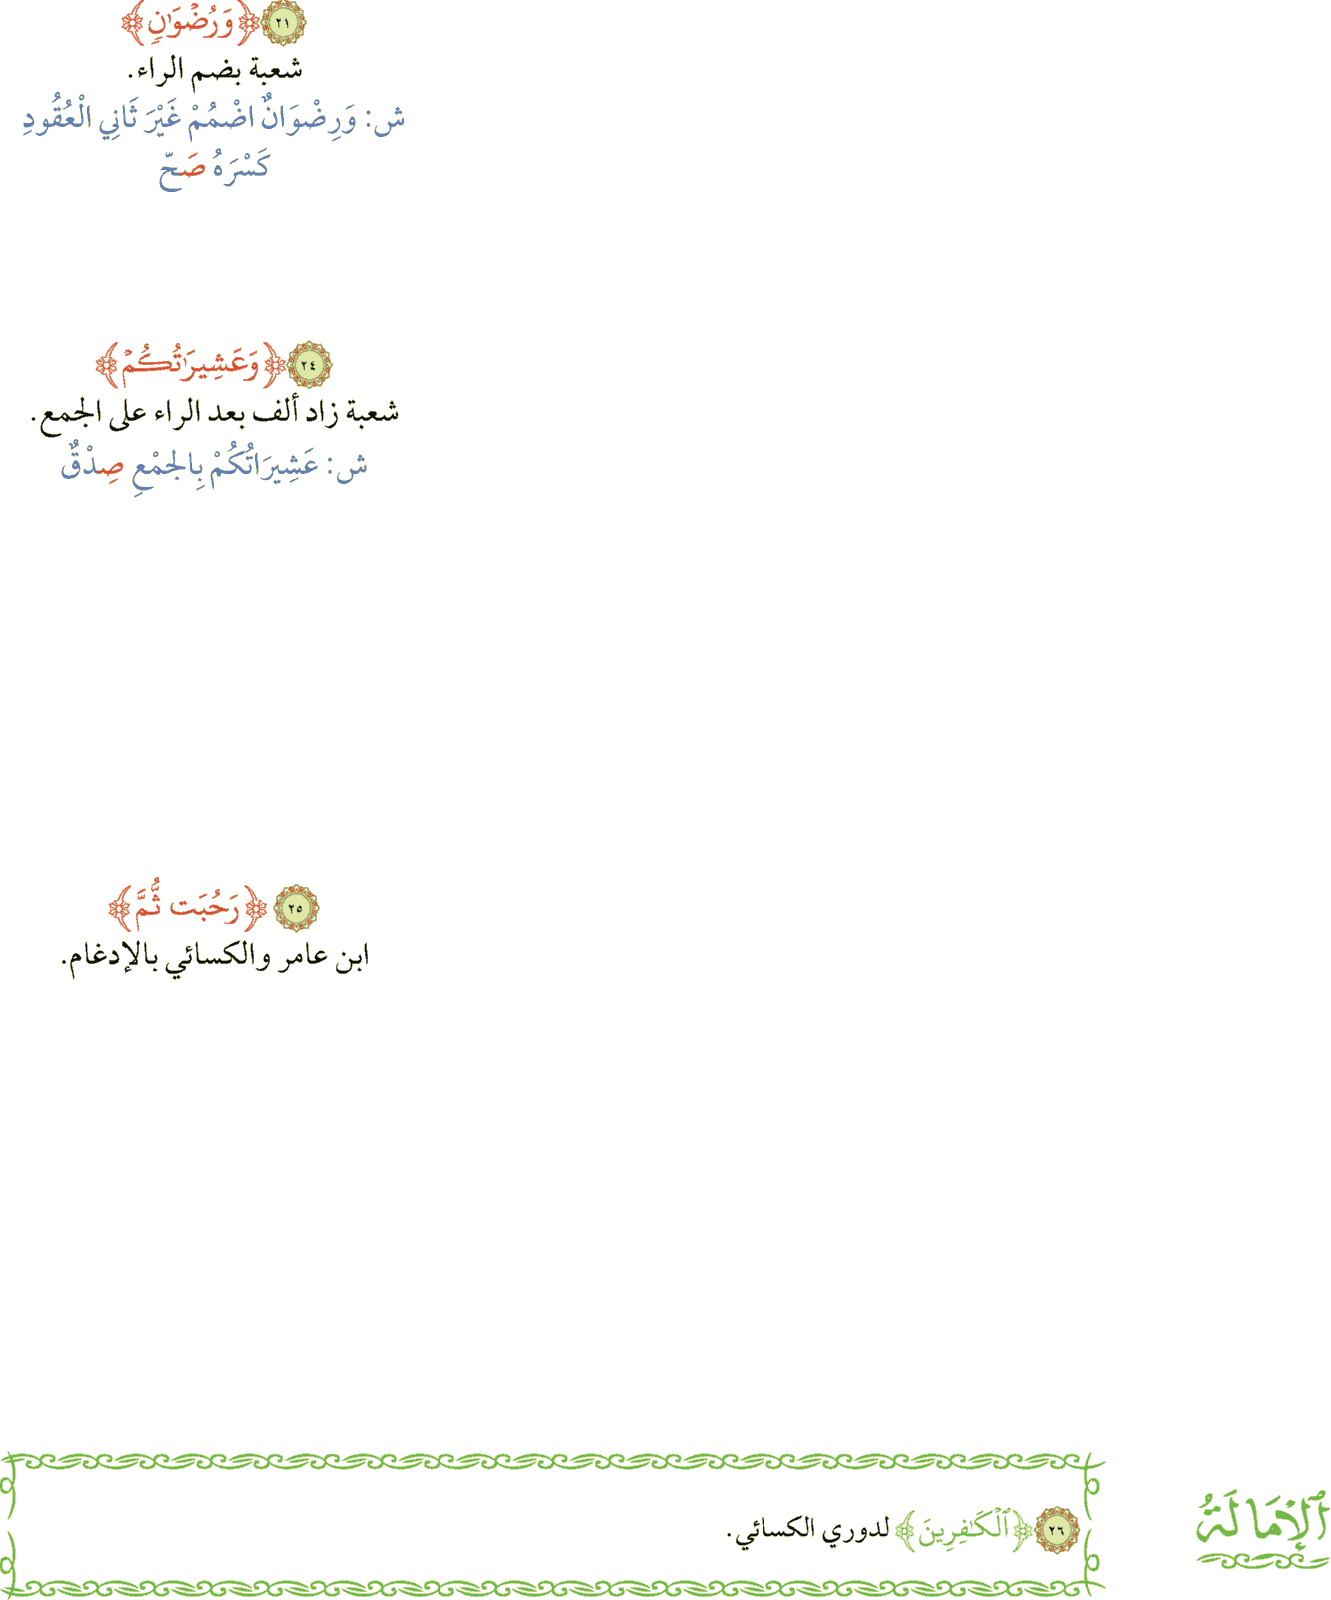 ٢١ ﴿وَرُضْوَٰنٍ﴾
شعبة بضم الراء.
ش: وَرِضْوَانٌ اضْمُمْ غَيْرَ ثَانِي الْعُقُودِ
كَسْرَهُ صَحّ
٢٤ ﴿وَعَشِيرَٰتُكُمْ﴾
شعبة زاد ألف بعد الراء على الجمع.
ش: عَشِيرَاتُكُمْ بِالجمْعِ صِدْقٌ
٢٥ ﴿رَحُبَت ثُّمَّ﴾
ابن عامر والكسائي بالإدغام.
ٱلْإِمَالَةُ
٢٦ ﴿ٱلْكَٰفِرِينَ﴾ لدوري الكسائي.